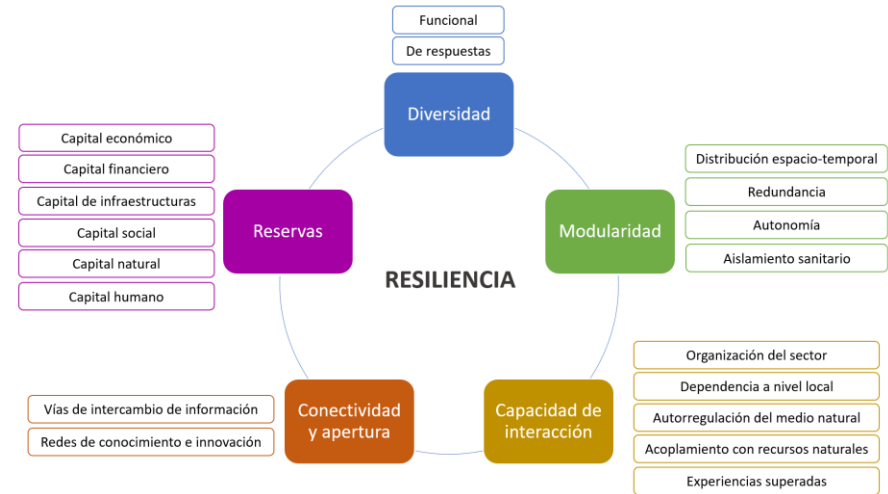 Funcional
De respuestas
Diversidad
Distribución espacio-temporal
Redundancia
Autonomía
Aislamiento sanitario
Modularidad
Organización del sector
Dependencia a nivel local
Autorregulación del medio natural
Acoplamiento con recursos naturales
Experiencias superadas
Capacidad de
interacción
Conectividad
y apertura
Vías de intercambio de información
Redes de conocimiento e innovación
Reservas
Capital económico
Capital financiero
Capital de infraestructuras
Capital social
Capital natural
Capital humano
RESILIENCIA